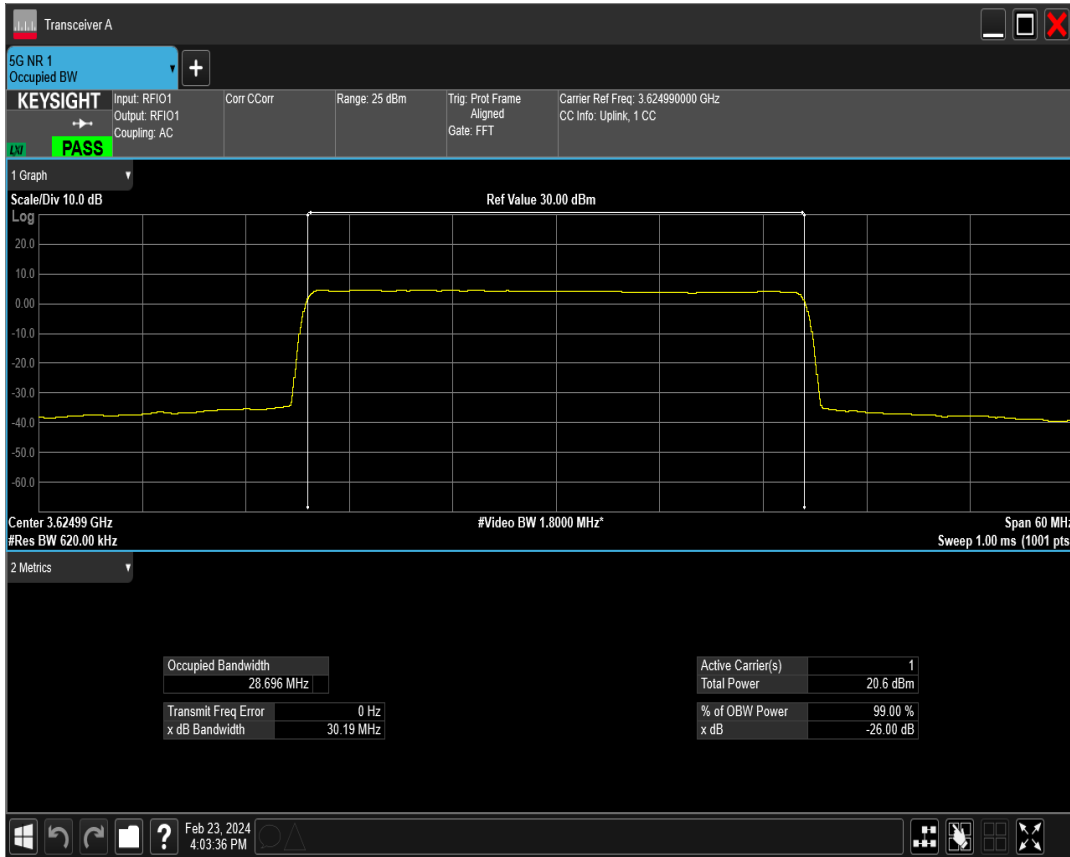 Transceiver A
5G NR 1
Occupied BW
KEYSIGHT
LXI
PASS
Input: RFIO1
Output: RFIO1
Coupling: AC
Corr CCorr
Range: 25 dBm
Trig: Prot Frame
Aligned
Gate: FFT
Carrier Ref Freq: 3.624990000 GHz
CC Info: Uplink, 1 CC
1 Graph
Scale/Div 10.0 dB
Ref Value 30.00 dBm
Log
20.0
10.0
0.00
-10.0
-20.0
-30.0
-40.0
-50.0
-60.0
Center 3.62499 GHz
#Video BW 1.8000 MHz*
Span 60 MHz
#Res BW 620.00 kHz
Sweep 1.00 ms (1001 pts
2 Metrics
Occupied Bandwidth
28.696 MHz
Transmit Freq Error 0 Hz
x dB Bandwidth 30.19 MHz
Active Carrier(s) 1
Total Power 20.6 dBm
% of OBW Power 99.00 %
x dB -26.00 dB
?
Feb 23, 2024
4:03:36 PM